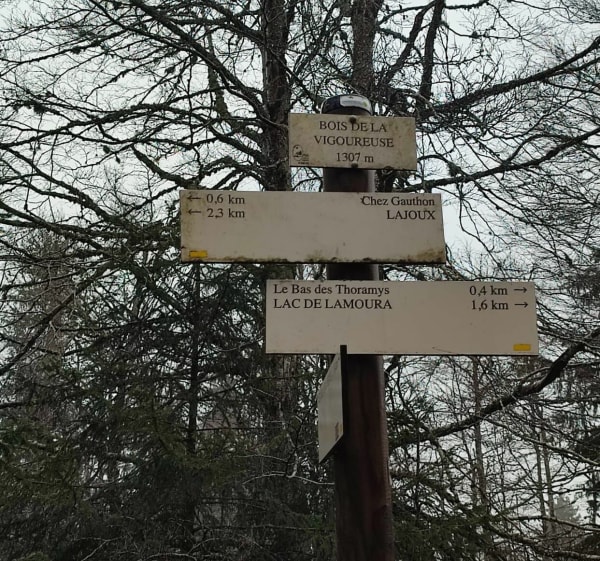 BOIS DE LA
VIGOUREUSE
1307 m
← 0,6 km Chez Gauthon
← 2,3 km LAJOUX
Le Bas des Thoramys 0,4 km →
LAC DE LAMOURA 1,6 km →